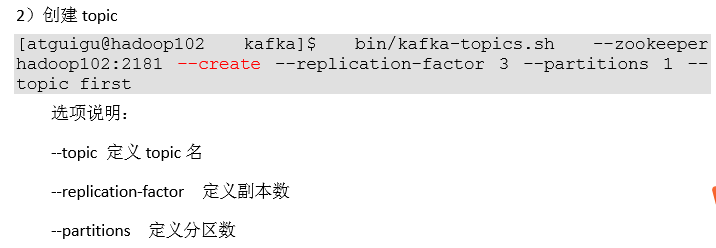 2）创建 topic
[atguigu@hadoop102 kafka]$ bin/kafka-topics.sh --zookeeper
hadoop102:2181 --create --replication-factor 3 --partitions 1 --
topic first
选项说明：
--topic 定义 topic 名
--replication-factor 定义副本数
--partitions 定义分区数